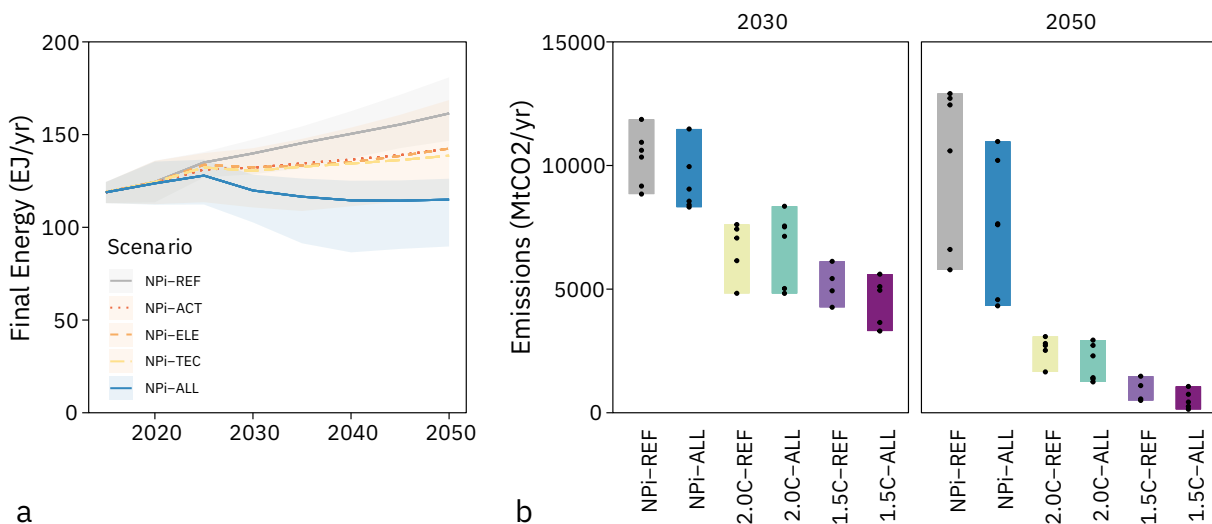 Final Energy (EJ/yr)
200
150
100
50
0
2020
2030
2040
2050
Scenario
NPi−REF
NPi−ACT
NPi−ELE
NPi−TEC
NPi−ALL
a
Emissions (MtCO2/yr)
2030
2050
15000
10000
5000
0
NPi−REF
NPi−ALL
2.0C−REF
2.0C−ALL
1.5C−REF
1.5C−ALL
NPi−REF
NPi−ALL
2.0C−REF
2.0C−ALL
1.5C−REF
1.5C−ALL
b